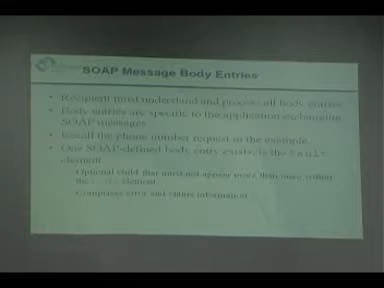 SOAP Message Body Entries
• Recipient must understand and process all body entries
• Body entries are specific to the application exchanging
SOAP messages
• Recall the phone number request in the example
• One SOAP-defined body entry exists, is the Fault
element
Optional child that must not appear more than once within
the element
Comprises error and status information